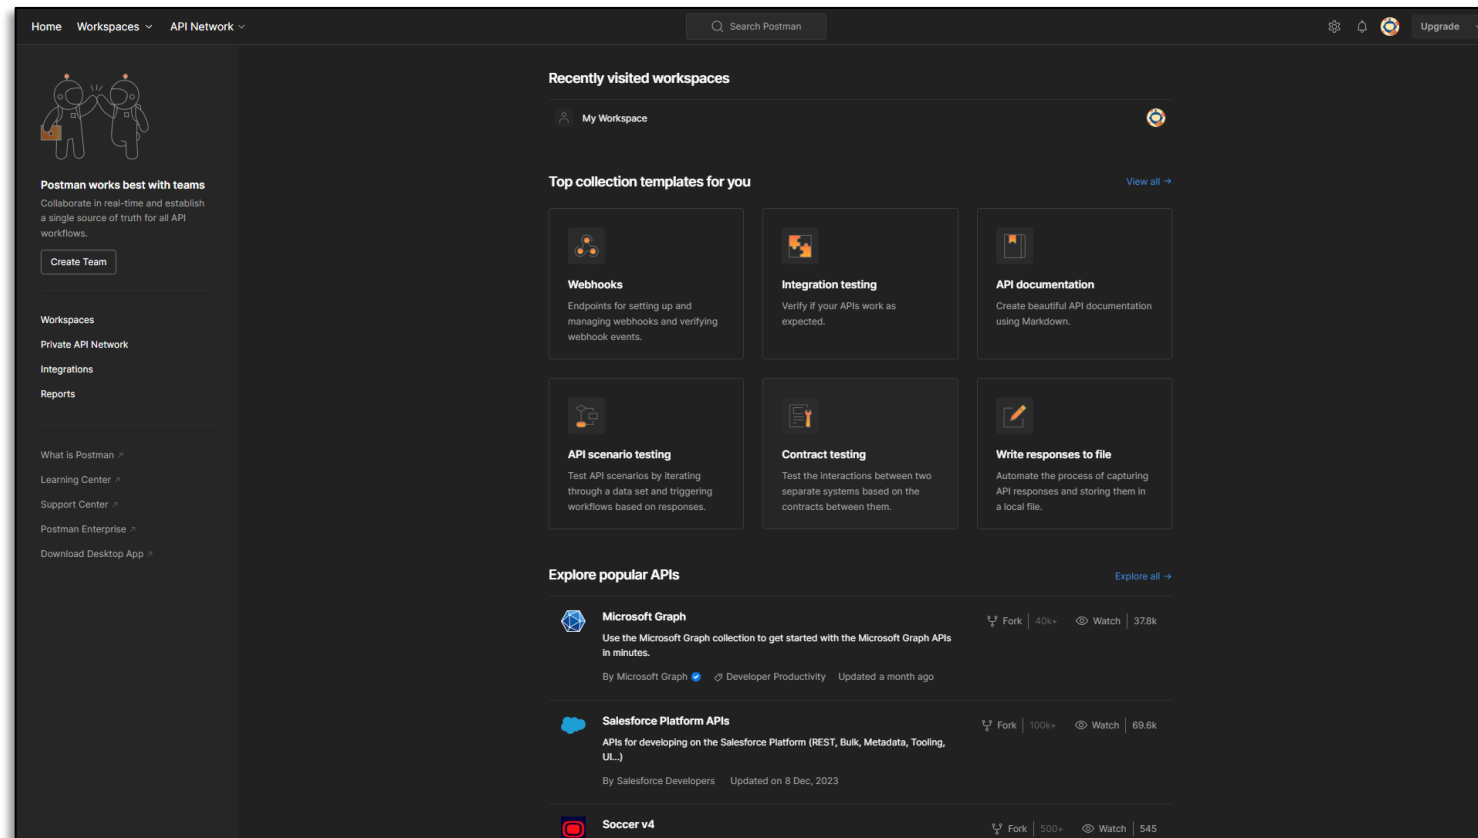 Home Workspaces API Network
Search Postman
Upgrade
Postman works best with teams
Collaborate in real-time and establish
a single source of truth for all API
workflows.
Create Team
Workspaces
Private API Network
Integrations
Reports
What is Postman
Learning Center
Support Center
Postman Enterprise
Download Desktop App
Recently visited workspaces
My Workspace
Top collection templates for you
View all →
Webhooks
Endpoints for setting up and
managing webhooks and verifying
webhook events.
Integration testing
Verify if your APIs work as
expected.
API documentation
Create beautiful API documentation
using Markdown.
API scenario testing
Test API scenarios by iterating
through a data set and triggering
workflows based on responses.
Contract testing
Test the interactions between two
separate systems based on the
contracts between them.
Write responses to file
Automate the process of capturing
API responses and storing them in
a local file.
Explore popular APIs
Explore all →
Microsoft Graph
Fork 40k+ Watch 37.8k
Use the Microsoft Graph collection to get started with the Microsoft Graph APIs
in minutes.
By Microsoft Graph Developer Productivity Updated a month ago
Salesforce Platform APIs
Fork 100k+ Watch 69.6k
APIs for developing on the Salesforce Platform (REST, Bulk, Metadata, Tooling,
UI...)
By Salesforce Developers Updated on 8 Dec, 2023
Soccer v4
Fork 500+ Watch 545